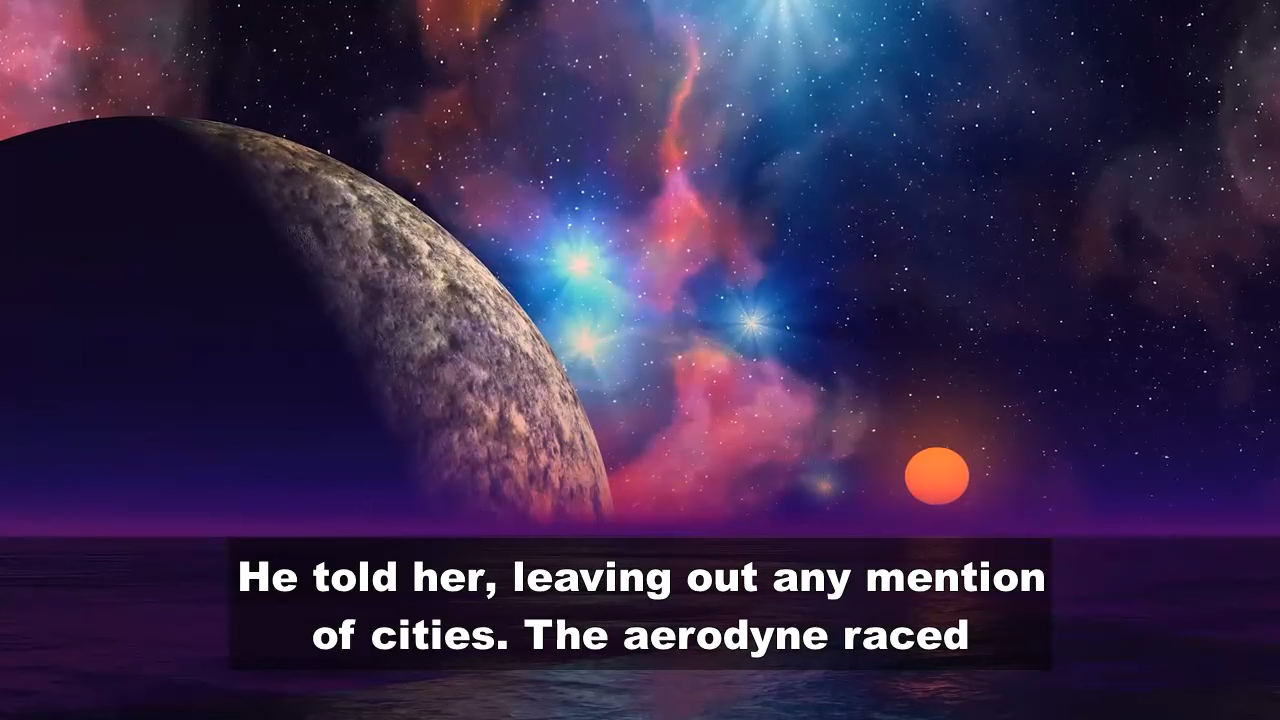 He told her, leaving out any mention
of cities. The aerodyne raced